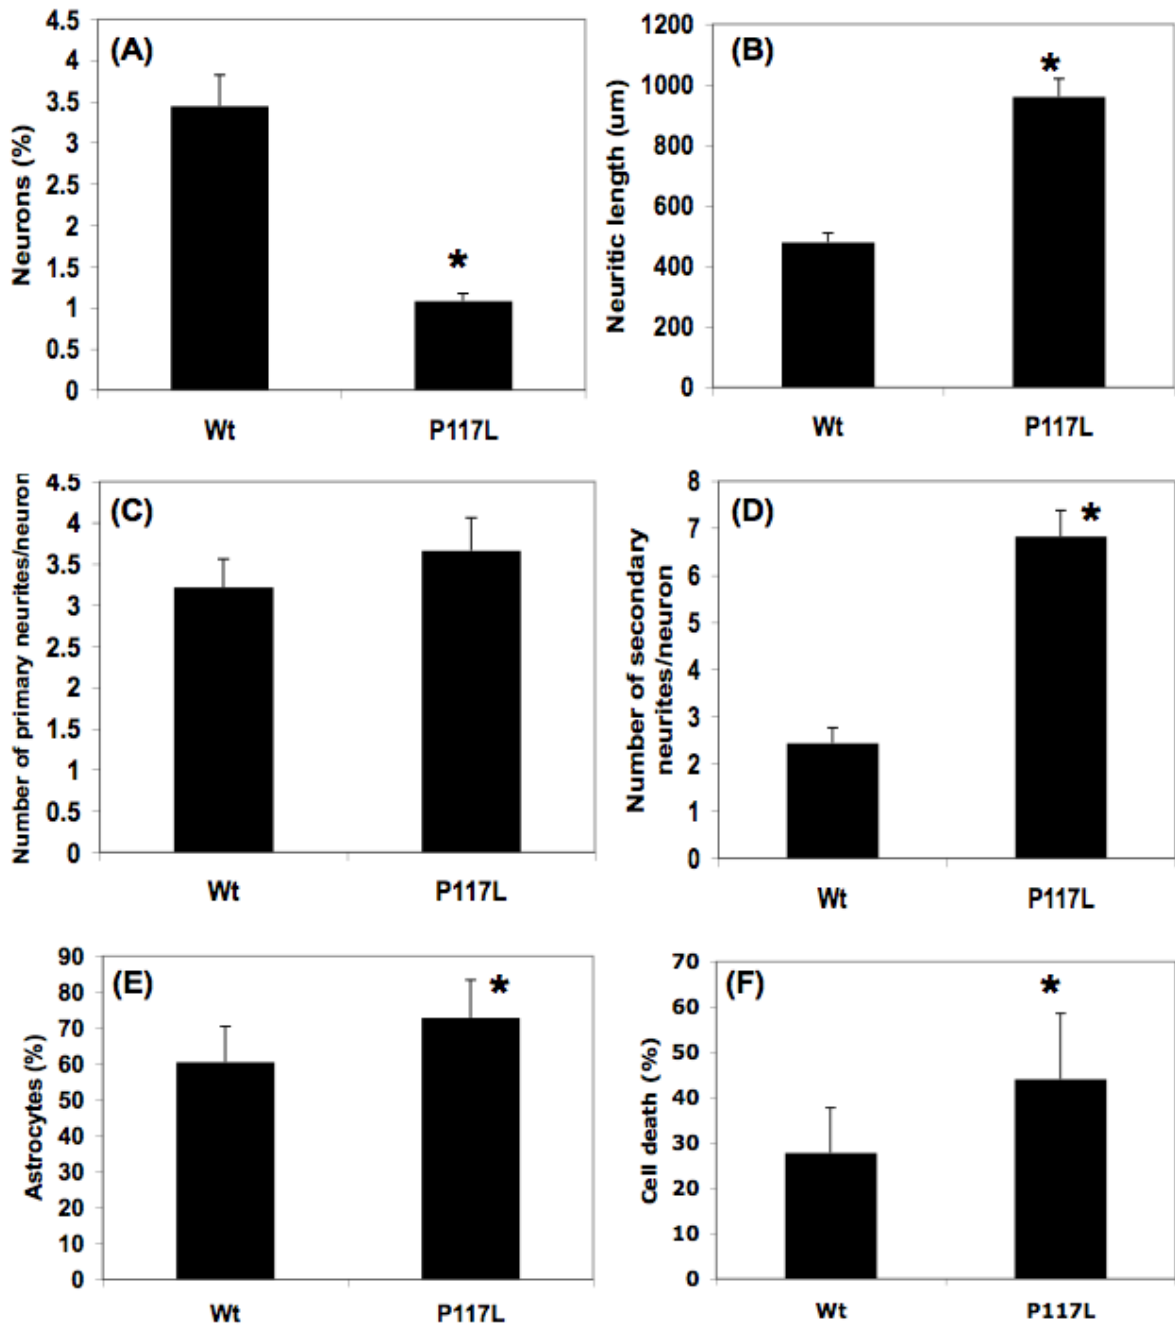 (A)
Neurons (%)
4.5
4
3.5
3
2.5
2
1.5
1
0.5
0
*
Wt
P117L
(B)
Neuritic length (um)
1200
1000
800
600
400
200
0
*
Wt
P117L
(C)
Number of primary neurites/neuron
4.5
4
3.5
3
2.5
2
1.5
1
0.5
0
Wt
P117L
(D)
Number of secondary
neurites/neuron
8
7
6
5
4
3
2
1
0
*
Wt
P117L
(E)
Astrocytes (%)
90
80
70
60
50
40
30
20
10
0
*
Wt
P117L
(F)
Cell death (%)
70
60
50
40
30
20
10
0
*
Wt
P117L